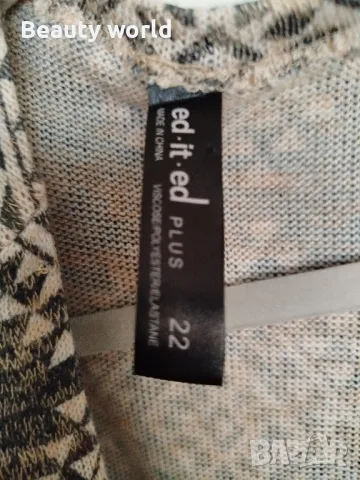 Beauty world
ed·it·ed
MADE IN CHINA
PLUS
22
VISCOSE/POLYESTER/ELASTANE
BAZAR